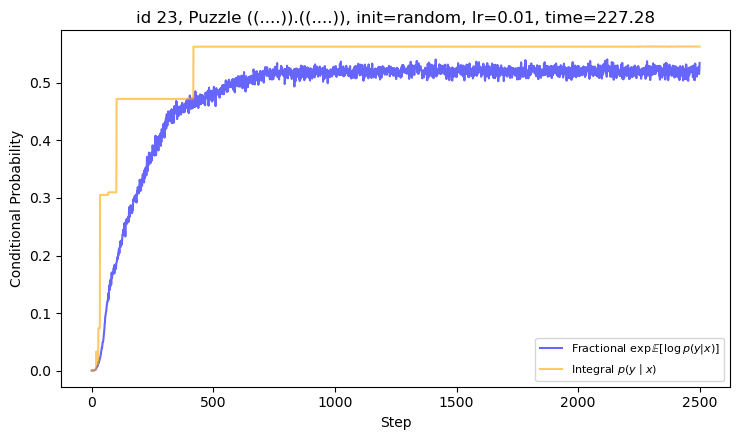 id 23, Puzzle ((....)).((....)), init=random, lr=0.01, time=227.28
Conditional Probability
0.5
0.4
0.3
0.2
0.1
0.0
Fractional exp𝔼[log p(y|x)]
Integral p(y | x)
0 500 1000 1500 2000 2500
Step